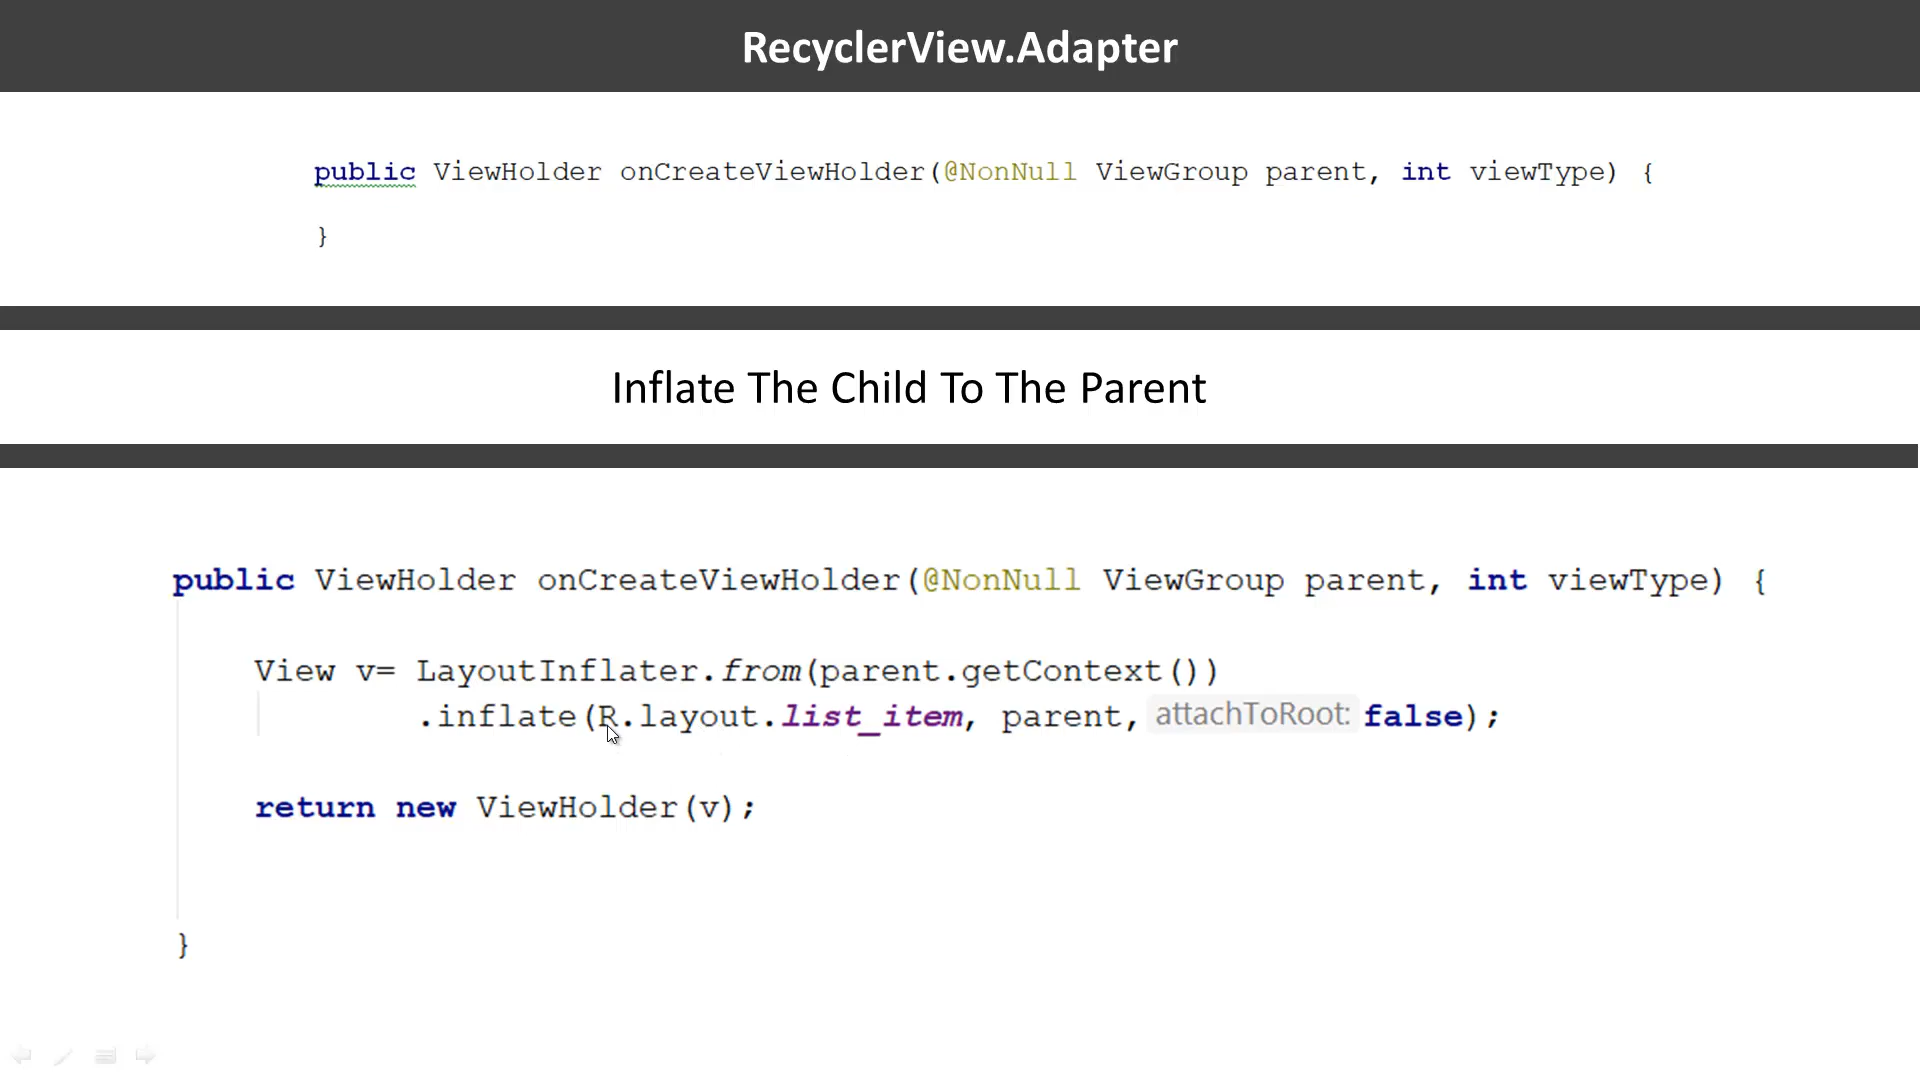 RecyclerView.Adapter
public ViewHolder onCreateViewHolder(@NonNull ViewGroup parent, int viewType) {
}
Inflate The Child To The Parent
public ViewHolder onCreateViewHolder(@NonNull ViewGroup parent, int viewType) {
View v= LayoutInflater.from(parent.getContext())
.inflate(R.layout.list_item, parent, attachToRoot: false);
return new ViewHolder(v);
}